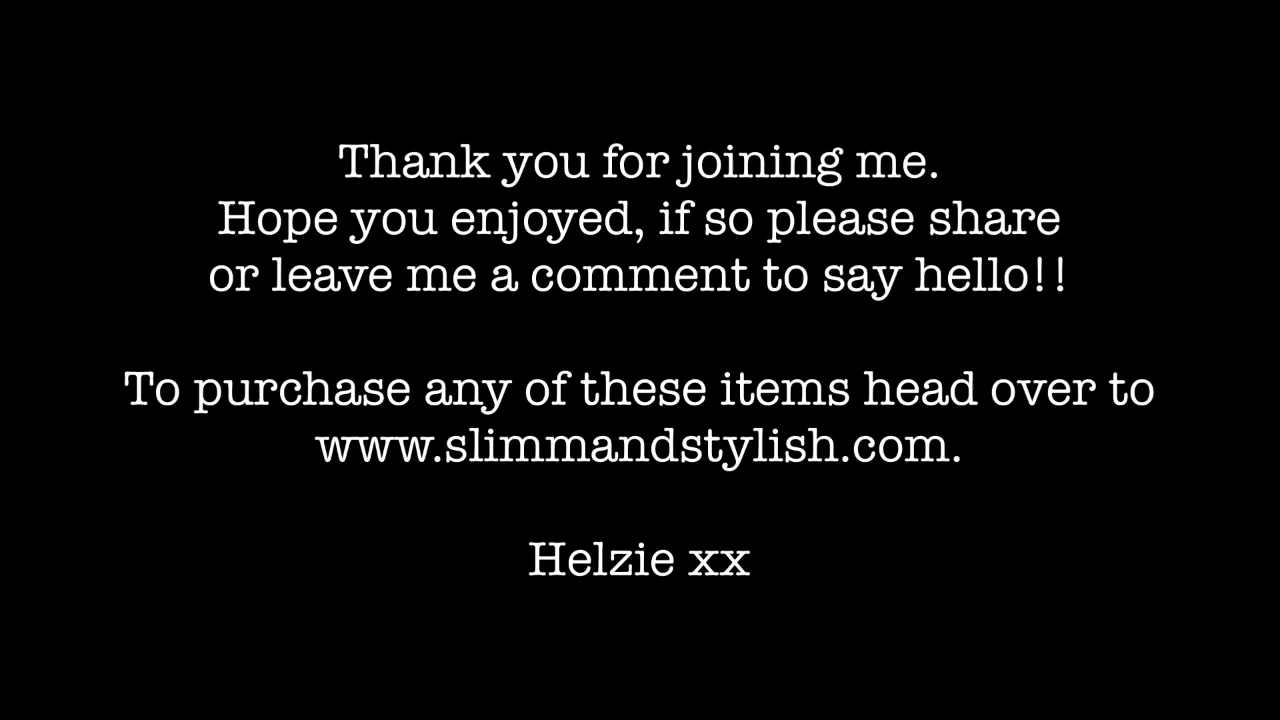 Thank you for joining me.
Hope you enjoyed, if so please share
or leave me a comment to say hello!!
To purchase any of these items head over to
www.slimmandstylish.com.
Helzie xx